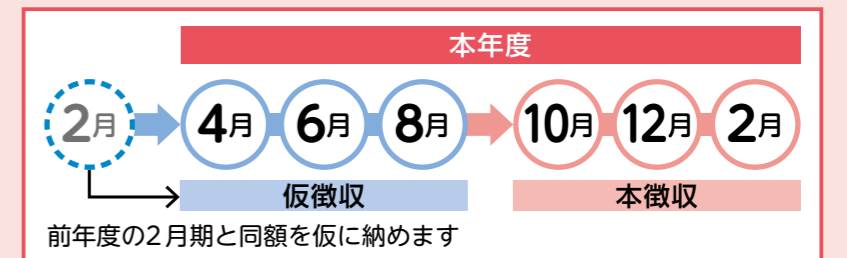 本年度
2月 4月 6月 8月 10月 12月 2月
仮徴収 本徴収
前年度の2月期と同額を仮に納めます